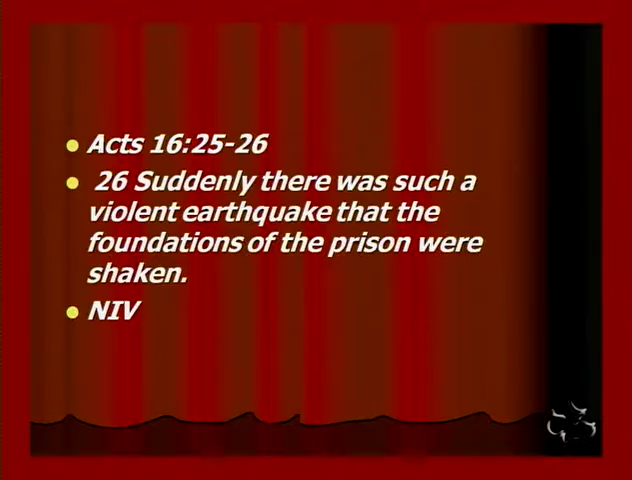 Acts 16:25-26
26 Suddenly there was such a
violent earthquake that the
foundations of the prison were
shaken.
NIV